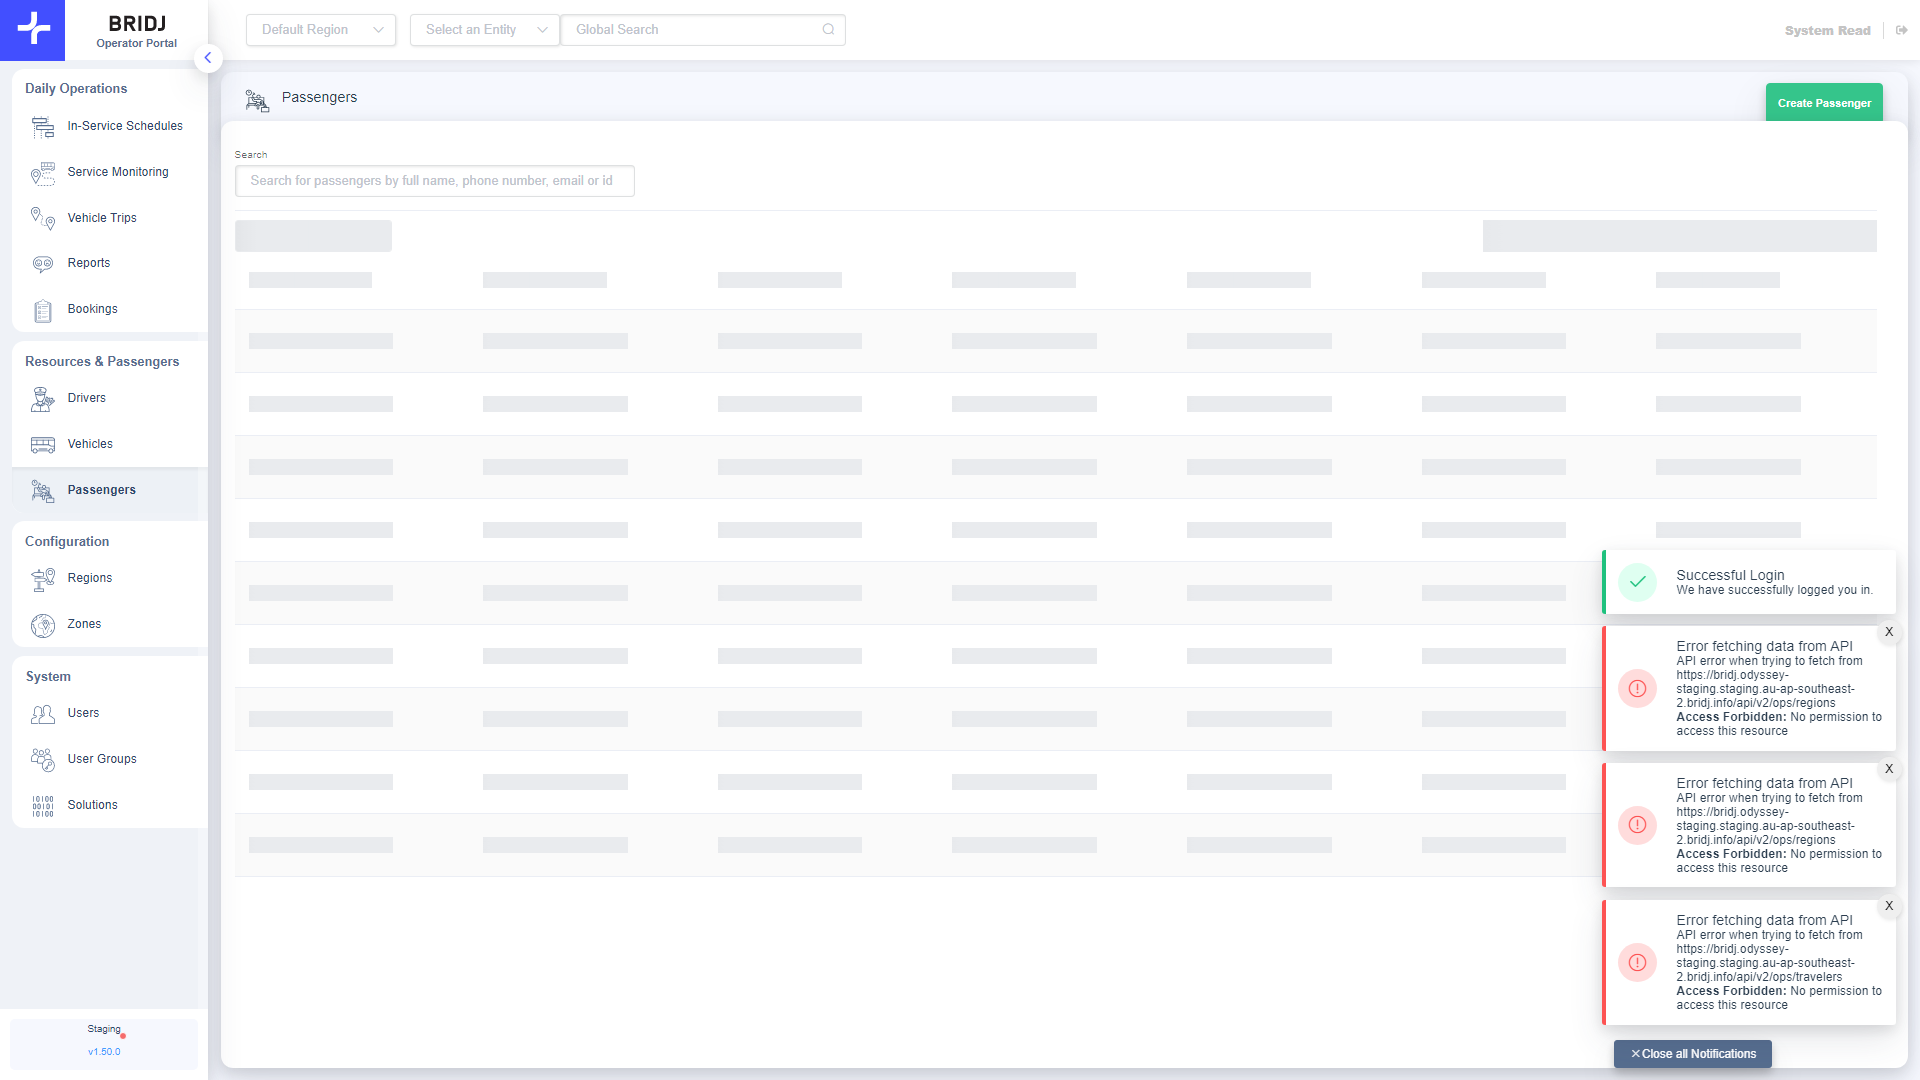 BRIDJ
Operator Portal
Default Region
Select an Entity
Global Search
System Read
Daily Operations
In-Service Schedules
Service Monitoring
Vehicle Trips
Reports
Bookings
Resources & Passengers
Drivers
Vehicles
Passengers
Configuration
Regions
Zones
System
Users
User Groups
Solutions
Staging
v1.50.0
Passengers
Create Passenger
Search
Search for passengers by full name, phone number, email or id
Successful Login
We have successfully logged you in.
X
Error fetching data from API
API error when trying to fetch from
https://bridj.odyssey-
staging.staging.au-ap-southeast-
2.bridj.info/api/v2/ops/regions
Access Forbidden: No permission to
access this resource
X
Error fetching data from API
API error when trying to fetch from
https://bridj.odyssey-
staging.staging.au-ap-southeast-
2.bridj.info/api/v2/ops/regions
Access Forbidden: No permission to
access this resource
X
Error fetching data from API
API error when trying to fetch from
https://bridj.odyssey-
staging.staging.au-ap-southeast-
2.bridj.info/api/v2/ops/travelers
Access Forbidden: No permission to
access this resource
✕Close all Notifications